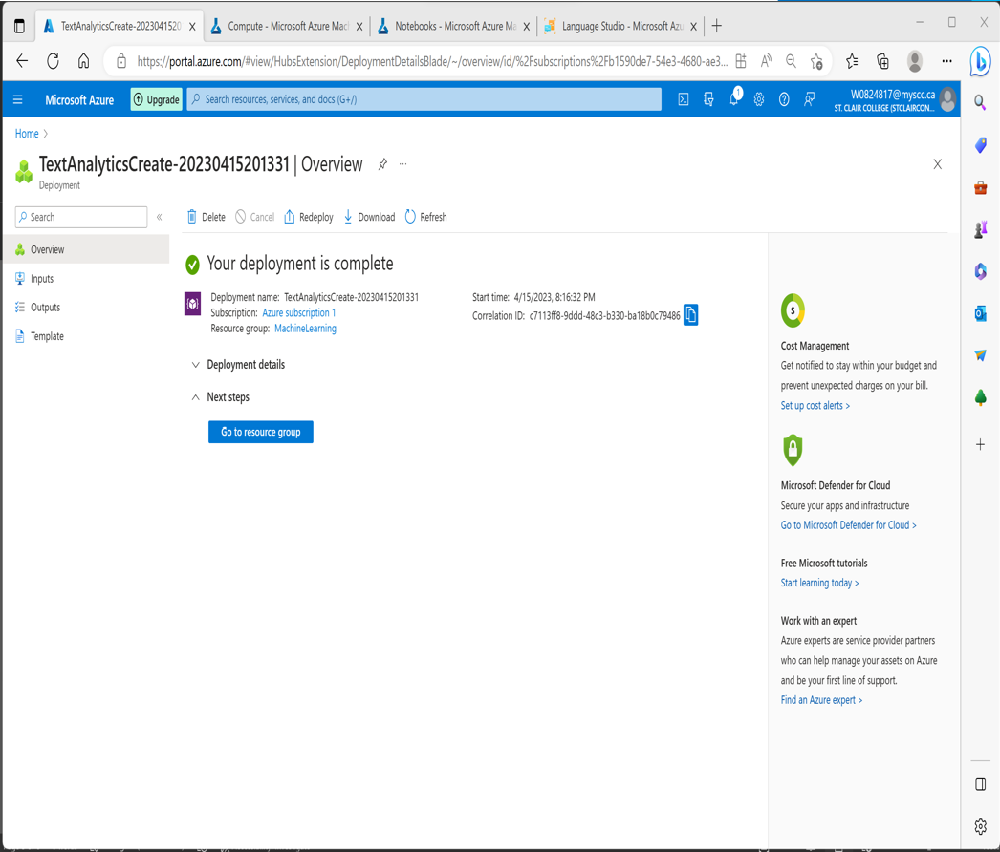 TextAnalyticsCreate-2023041520
Compute - Microsoft Azure Mac
Notebooks - Microsoft Azure Ma
Language Studio - Microsoft Azu
https://portal.azure.com/#view/HubsExtension/DeploymentDetailsBlade/~/overview/id/%2Fsubscriptions%2Fb1590de7-54e3-4680-ae3...
Microsoft Azure
Upgrade
Search resources, services, and docs (G+/)
1
W0824817@myscc.ca
ST. CLAIR COLLEGE (STCLAIRCON...
Home >
TextAnalyticsCreate-20230415201331 | Overview
Deployment
Search
«
Delete
Cancel
Redeploy
Download
Refresh
Overview
Inputs
Outputs
Template
Your deployment is complete
Deployment name: TextAnalyticsCreate-20230415201331
Subscription: Azure subscription 1
Resource group: MachineLearning
Start time: 4/15/2023, 8:16:32 PM
Correlation ID: c7113ff8-9ddd-48c3-b330-ba18b0c79486
Deployment details
Next steps
Go to resource group
Cost Management
Get notified to stay within your budget and
prevent unexpected charges on your bill.
Set up cost alerts >
Microsoft Defender for Cloud
Secure your apps and infrastructure
Go to Microsoft Defender for Cloud >
Free Microsoft tutorials
Start learning today >
Work with an expert
Azure experts are service provider partners
who can help manage your assets on Azure
and be your first line of support.
Find an Azure expert >